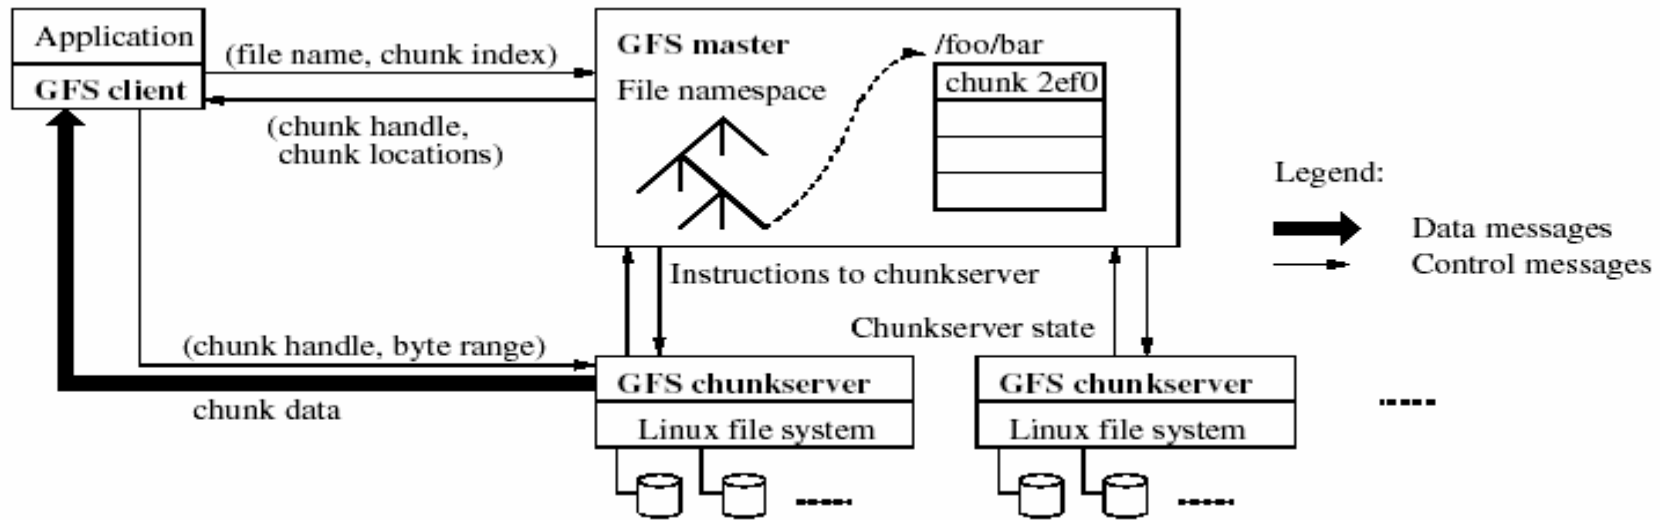 Application
GFS client
(file name, chunk index)
(chunk handle,
chunk locations)
GFS master
File namespace
/foo/bar
chunk 2ef0
Legend:
Data messages
Control messages
Instructions to chunkserver
Chunkserver state
(chunk handle, byte range)
chunk data
GFS chunkserver
Linux file system
GFS chunkserver
Linux file system